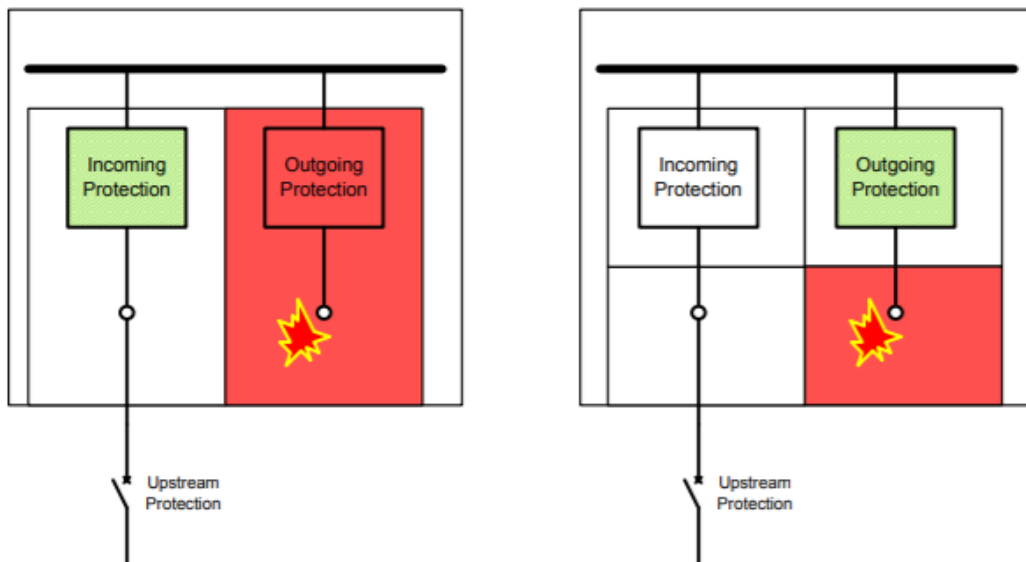 Incoming
Protection
Outgoing
Protection
Upstream
Protection
Incoming
Protection
Outgoing
Protection
Upstream
Protection